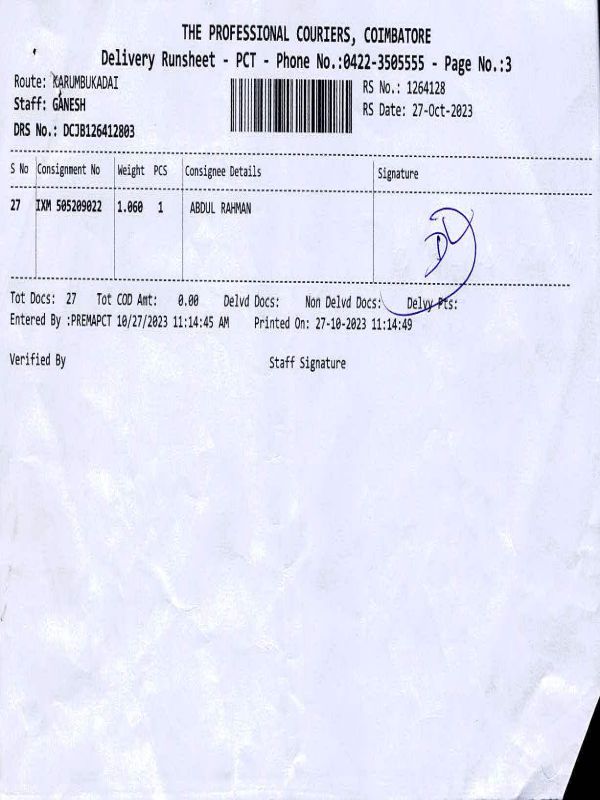 THE PROFESSIONAL COURIERS, COIMBATORE
Delivery Runsheet - PCT - Phone No.:0422-3505555 - Page No.:3
Route: KARUMBUKADAI
RS No.: 1264128
Staff: GANESH
RS Date: 27-Oct-2023
DRS No.: DCJB126412803
S No Consignment No Weight PCS Consignee Details Signature
27 IXM 505209022 1.060 1 ABDUL RAHMAN
Tot Docs: 27 Tot COD Amt: 0.00 Delvd Docs: Non Delvd Docs: Delvy Pts:
Entered By :PREMAPCT 10/27/2023 11:14:45 AM Printed On: 27-10-2023 11:14:49
Verified By Staff Signature